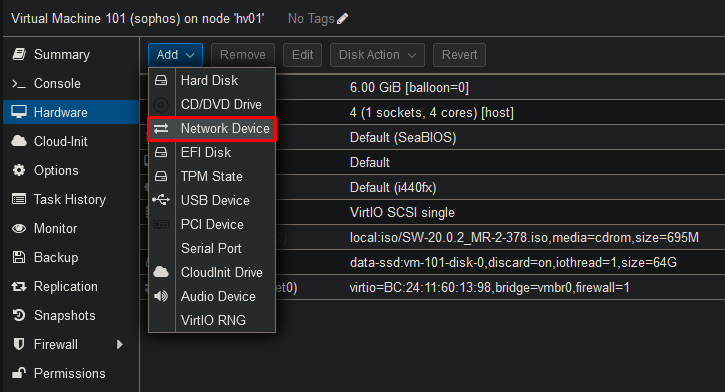 Virtual Machine 101 (sophos) on node 'hv01' No Tags
Summary
Console
Hardware
Cloud-Init
Options
Task History
Monitor
Backup
Replication
Snapshots
Firewall
Permissions
Add Remove Edit Disk Action Revert
Hard Disk
CD/DVD Drive
Network Device
EFI Disk
TPM State
USB Device
PCI Device
Serial Port
CloudInit Drive
Audio Device
VirtIO RNG
6.00 GiB [balloon=0]
4 (1 sockets, 4 cores) [host]
Default (SeaBIOS)
Default
Default (i440fx)
VirtIO SCSI single
local:iso/SW-20.0.2_MR-2-378.iso,media=cdrom,size=695M
data-ssd:vm-101-disk-0,discard=on,iothread=1,size=64G
et0) virtio=BC:24:11:60:13:98,bridge=vmbr0,firewall=1